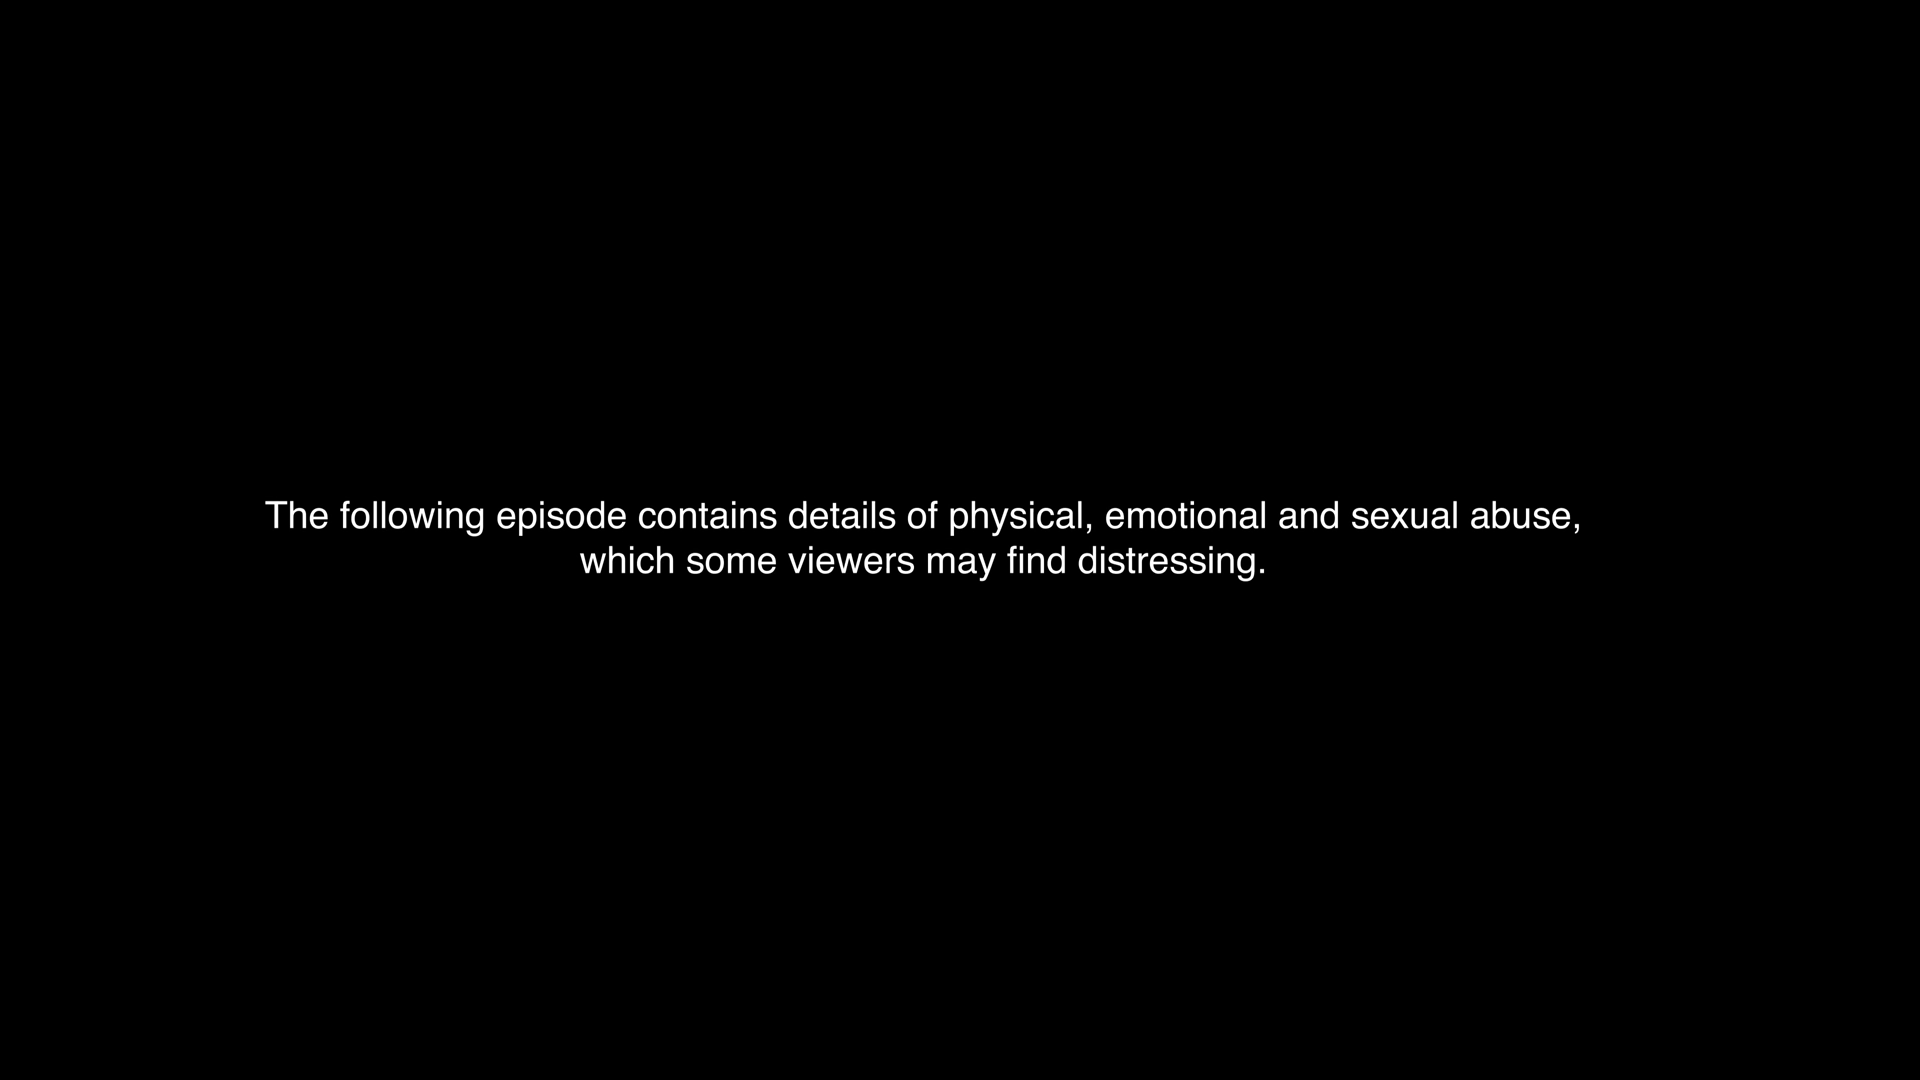 The following episode contains details of physical, emotional and sexual abuse,
which some viewers may find distressing.